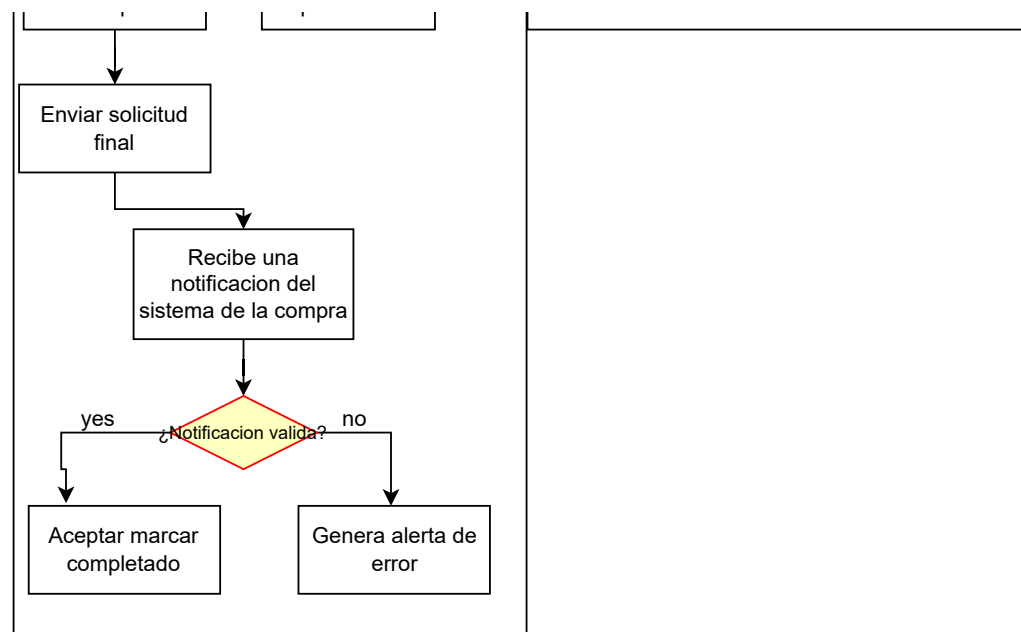 Enviar solicitud
final
Recibe una
notificacion del
sistema de la compra
yes
¿Notificacion valida?
no
Aceptar marcar
completado
Genera alerta de
error